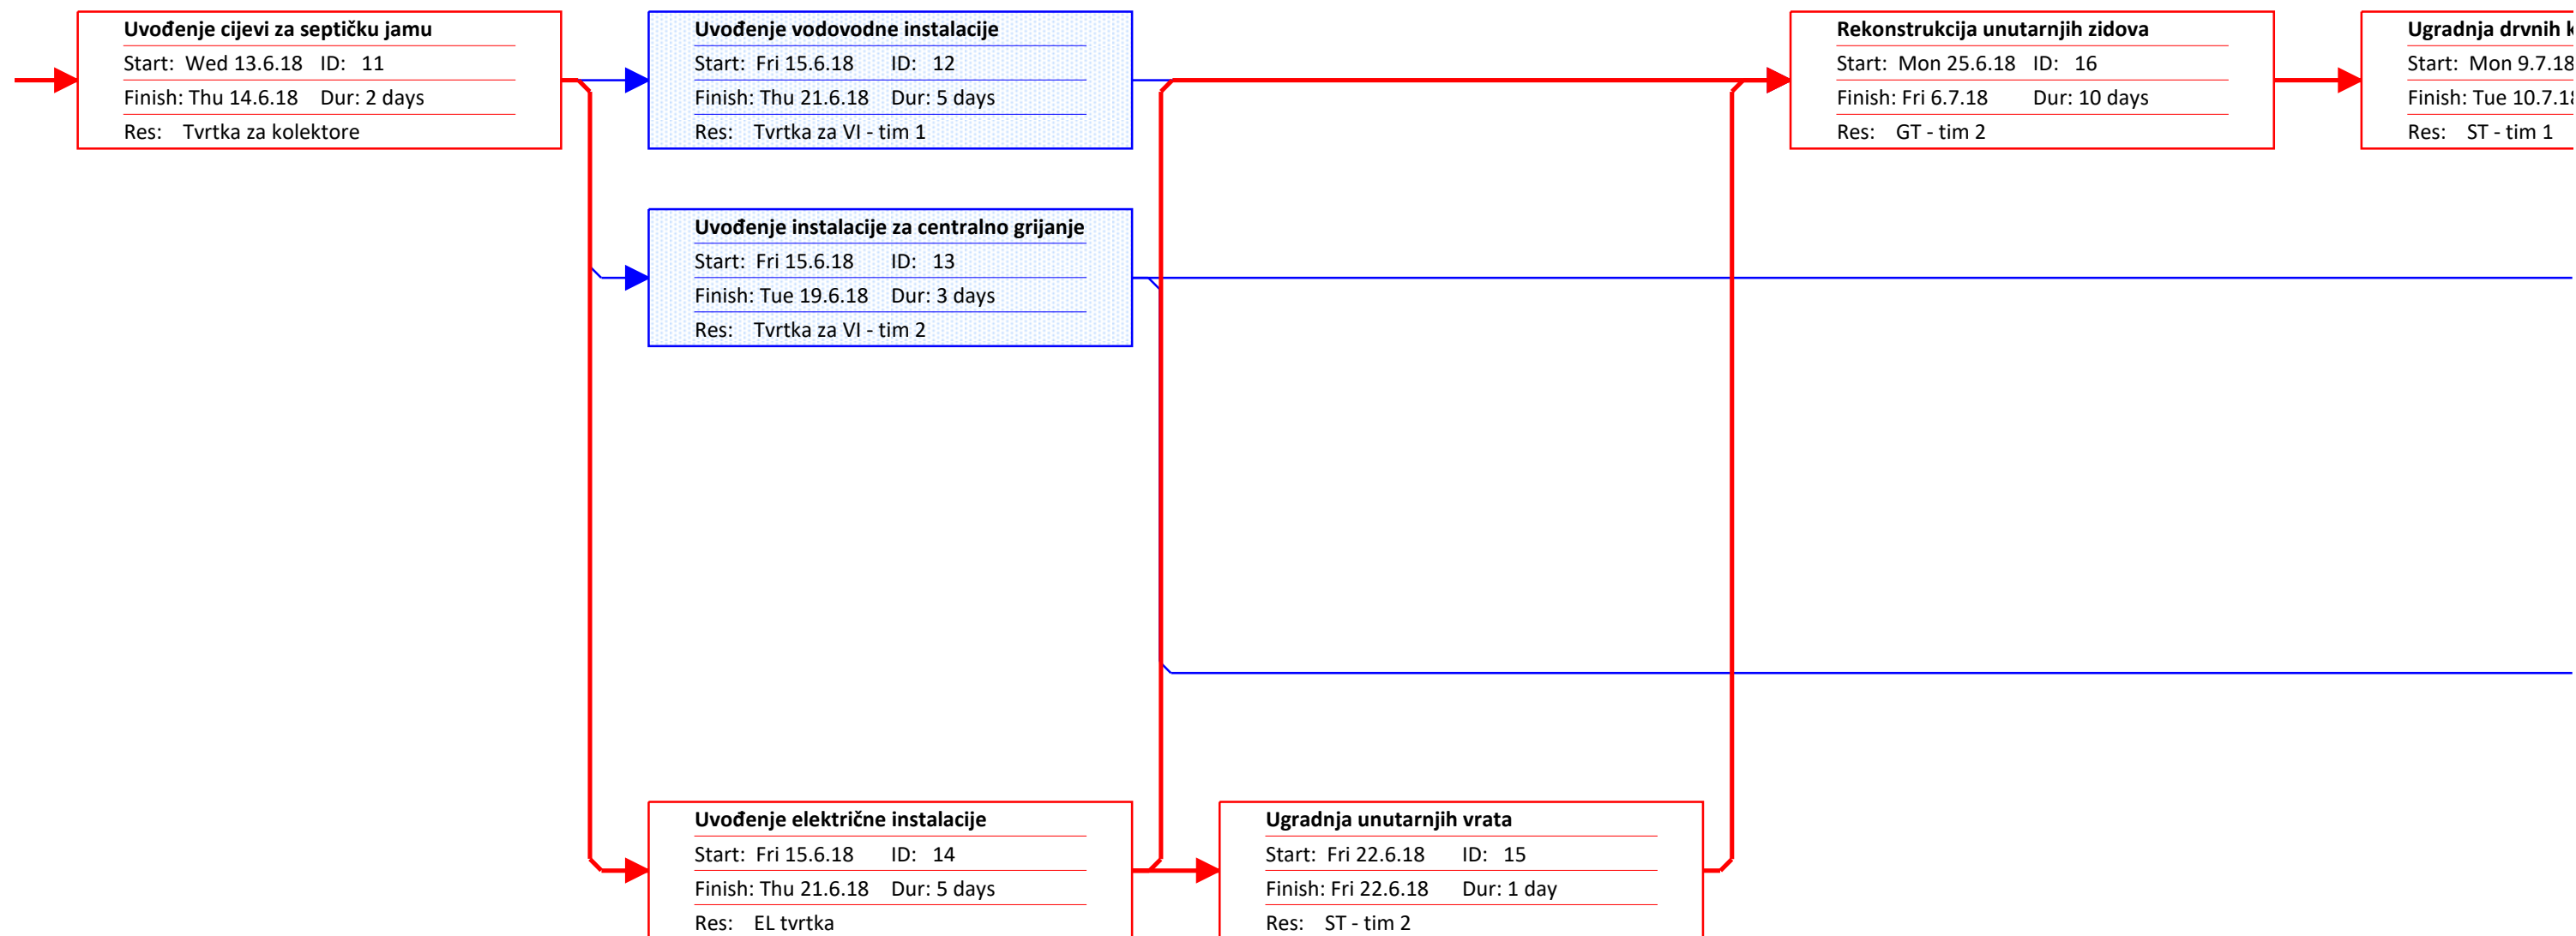 Uvođenje cijevi za septičku jamu
Start: Wed 13.6.18 ID: 11
Finish: Thu 14.6.18 Dur: 2 days
Res: Tvrtka za kolektore
Uvođenje vodovodne instalacije
Start: Fri 15.6.18 ID: 12
Finish: Thu 21.6.18 Dur: 5 days
Res: Tvrtka za VI - tim 1
Rekonstrukcija unutarnjih zidova
Start: Mon 25.6.18 ID: 16
Finish: Fri 6.7.18 Dur: 10 days
Res: GT - tim 2
Ugradnja drvnih
Start: Mon 9.7.18
Finish: Tue 10.7.18
Res: ST - tim 1
Uvođenje instalacije za centralno grijanje
Start: Fri 15.6.18 ID: 13
Finish: Tue 19.6.18 Dur: 3 days
Res: Tvrtka za VI - tim 2
Uvođenje električne instalacije
Start: Fri 15.6.18 ID: 14
Finish: Thu 21.6.18 Dur: 5 days
Res: EL tvrtka
Ugradnja unutarnjih vrata
Start: Fri 22.6.18 ID: 15
Finish: Fri 22.6.18 Dur: 1 day
Res: ST - tim 2